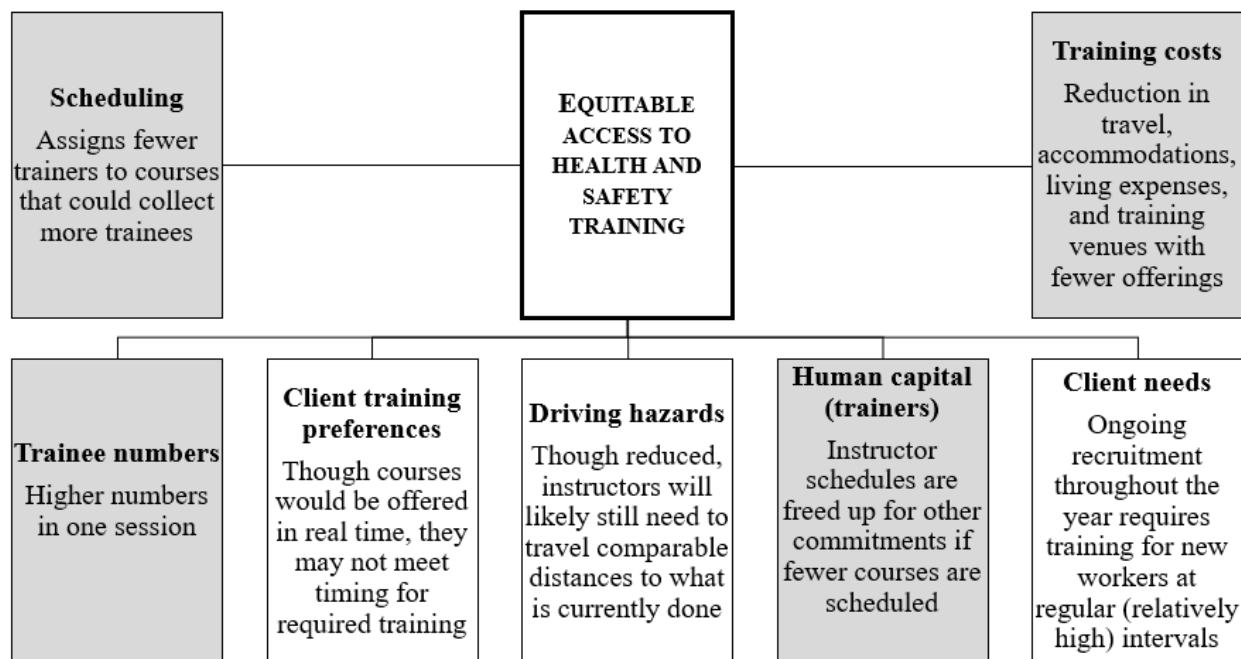 Scheduling
Assigns fewer
trainers to courses
that could collect
more trainees
EQUITABLE
ACCESS TO
HEALTH AND
SAFETY
TRAINING
Training costs
Reduction in
travel,
accommodations,
living expenses,
and training
venues with
fewer offerings
Trainee numbers
Higher numbers
in one session
Client training
preferences
Though courses
would be offered
in real time, they
may not meet
timing for
required training
Driving hazards
Though reduced,
instructors will
likely still need to
travel comparable
distances to what
is currently done
Human capital
(trainers)
Instructor
schedules are
freed up for other
commitments if
fewer courses are
scheduled
Client needs
Ongoing
recruitment
throughout the
year requires
training for new
workers at
regular (relatively
high) intervals